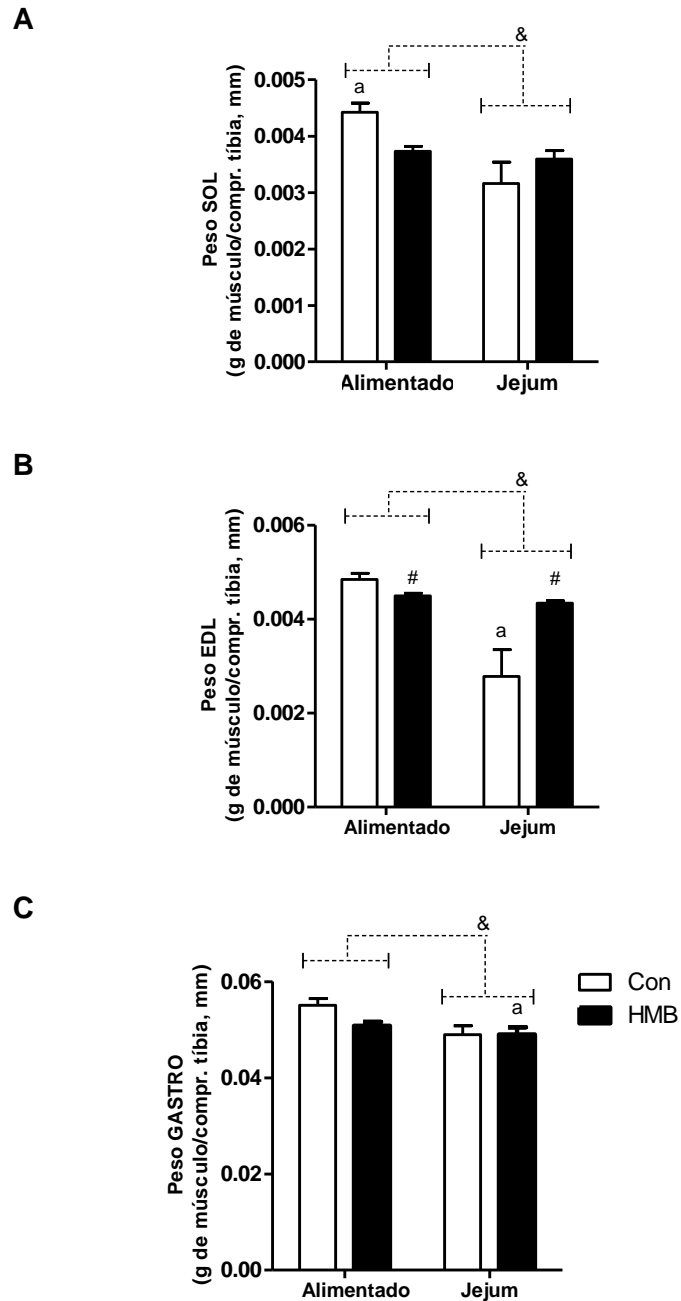 A
&
a
0.005
0.004
0.003
0.002
0.001
0.000
Peso SOL
(g de músculo/compr. tíbia, mm)
Alimentado Jejum
B
&
0.006
0.004
0.002
0.000
#
#
a
Peso EDL
(g de músculo/compr. tíbia, mm)
Alimentado Jejum
C
&
a
0.06
0.04
0.02
0.00
Peso GASTRO
(g de músculo/compr. tíbia, mm)
Alimentado Jejum
Con
HMB